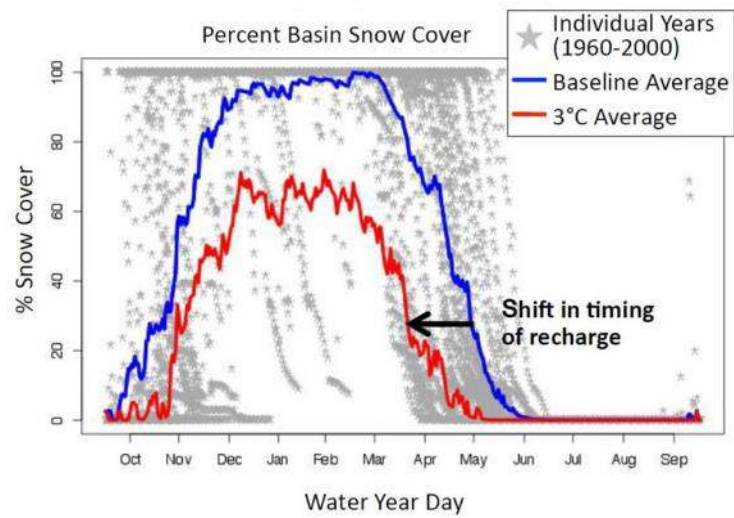 Percent Basin Snow Cover
Individual Years
(1960-2000)
Baseline Average
3°C Average
% Snow Cover
100
80
60
40
20
0
Shift in timing
of recharge
Oct Nov Dec Jan Feb Mar Apr May Jun Jul Aug Sep
Water Year Day